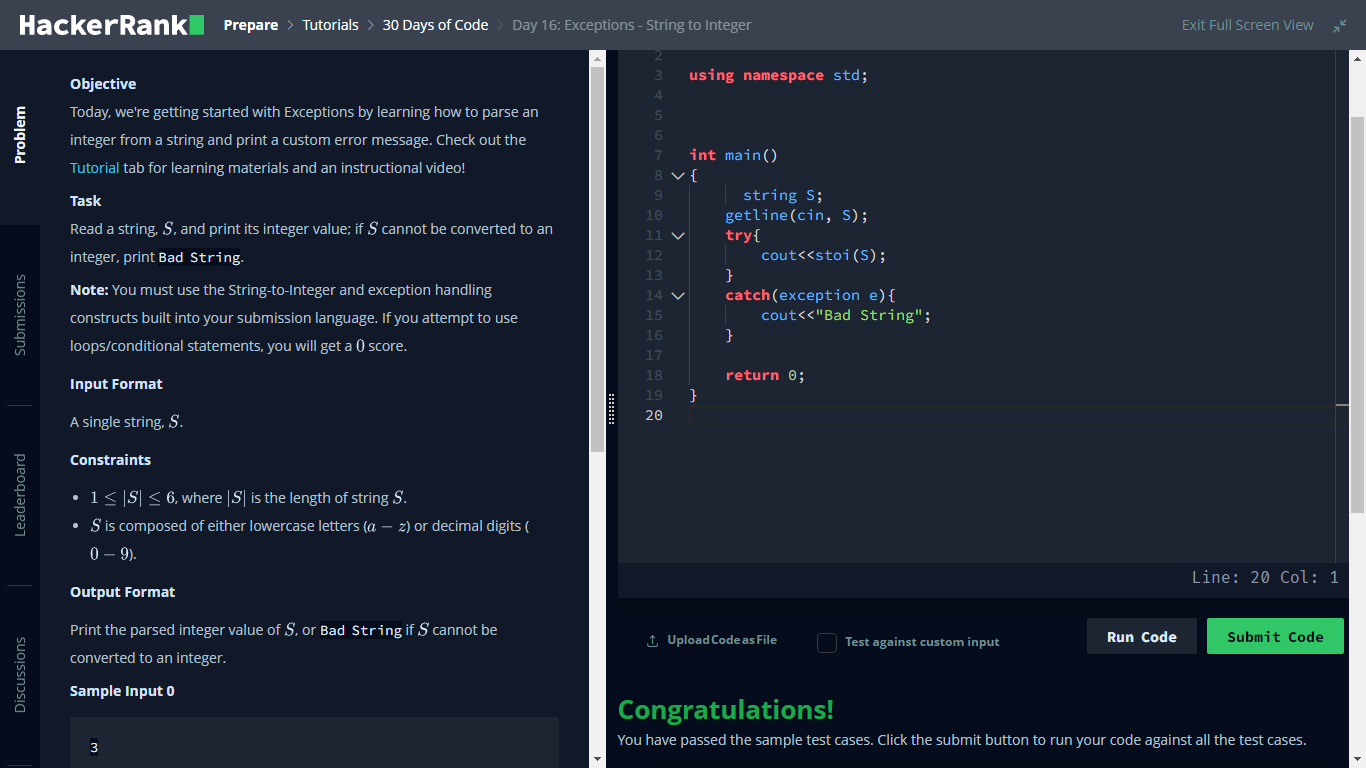 HackerRank
Prepare > Tutorials > 30 Days of Code > Day 16: Exceptions - String to Integer
Exit Full Screen View
Problem
Submissions
Leaderboard
Discussions
Objective
Today, we're getting started with Exceptions by learning how to parse an
integer from a string and print a custom error message. Check out the
Tutorial tab for learning materials and an instructional video!
Task
Read a string, S, and print its integer value; if S cannot be converted to an
integer, print Bad String.
Note: You must use the String-to-Integer and exception handling
constructs built into your submission language. If you attempt to use
loops/conditional statements, you will get a 0 score.
Input Format
A single string, S.
Constraints
• 1 ≤ |S| ≤ 6, where |S| is the length of string S.
• S is composed of either lowercase letters (a − z) or decimal digits (
0 − 9).
Output Format
Print the parsed integer value of S, or Bad String if S cannot be
converted to an integer.
Sample Input 0
3
2
3 using namespace std;
4
5
6
7 int main()
8 {
9 string S;
10 getline(cin, S);
11 try{
12 cout<<stoi(S);
13 }
14 catch(exception e){
15 cout<<"Bad String";
16 }
17
18 return 0;
19 }
20
Line: 20 Col: 1
Upload Code as File
Test against custom input
Run Code
Submit Code
Congratulations!
You have passed the sample test cases. Click the submit button to run your code against all the test cases.